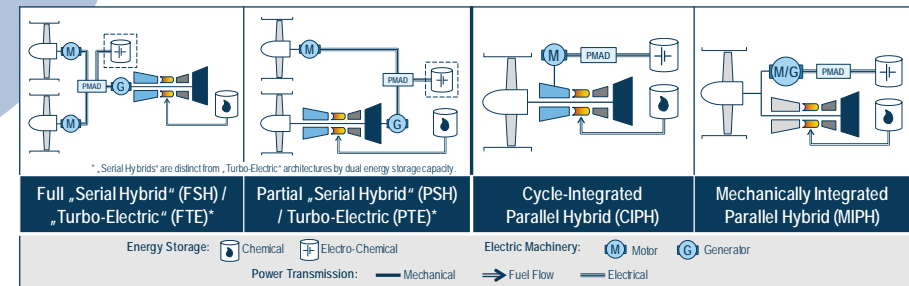 M
PMAD
G
M
M
PMAD
G
M
PMAD
M/G
PMAD
* „Serial Hybrids“ are distinct from „Turbo-Electric“ architectures by dual energy storage capacity.
Full „Serial Hybrid“ (FSH) /
„Turbo-Electric“ (FTE)*
Partial „Serial Hybrid“ (PSH)
/ Turbo-Electric (PTE)*
Cycle-Integrated
Parallel Hybrid (CIPH)
Mechanically Integrated
Parallel Hybrid (MIPH)
Energy Storage: Chemical Electro-Chemical Electric Machinery: M Motor G Generator
Power Transmission: Mechanical Fuel Flow Electrical